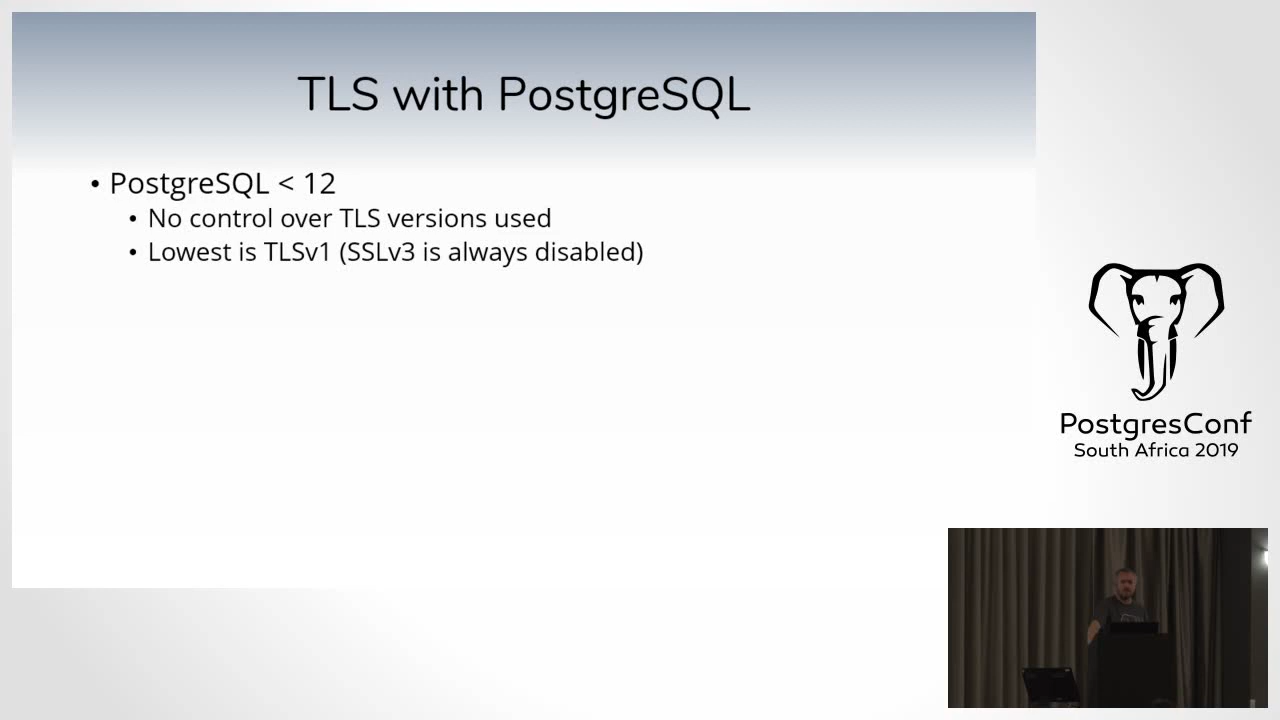 TLS with PostgreSQL
• PostgreSQL < 12
• No control over TLS versions used
• Lowest is TLSv1 (SSLv3 is always disabled)
PostgresConf
South Africa 2019